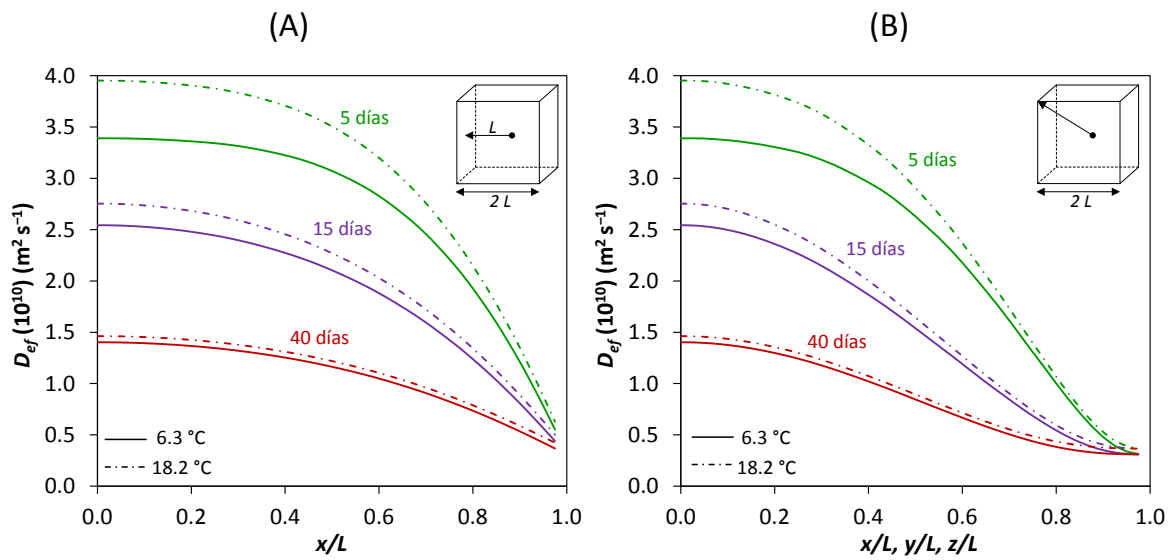 (A)
4.0
3.5
3.0
2.5
2.0
1.5
1.0
0.5
0.0
D_ef (10¹⁰) (m² s⁻¹)
5 días
15 días
40 días
L
2 L
6.3 °C
18.2 °C
0.0 0.2 0.4 0.6 0.8 1.0
x/L
(B)
4.0
3.5
3.0
2.5
2.0
1.5
1.0
0.5
0.0
D_ef (10¹⁰) (m² s⁻¹)
5 días
15 días
40 días
2 L
6.3 °C
18.2 °C
0.0 0.2 0.4 0.6 0.8 1.0
x/L, y/L, z/L